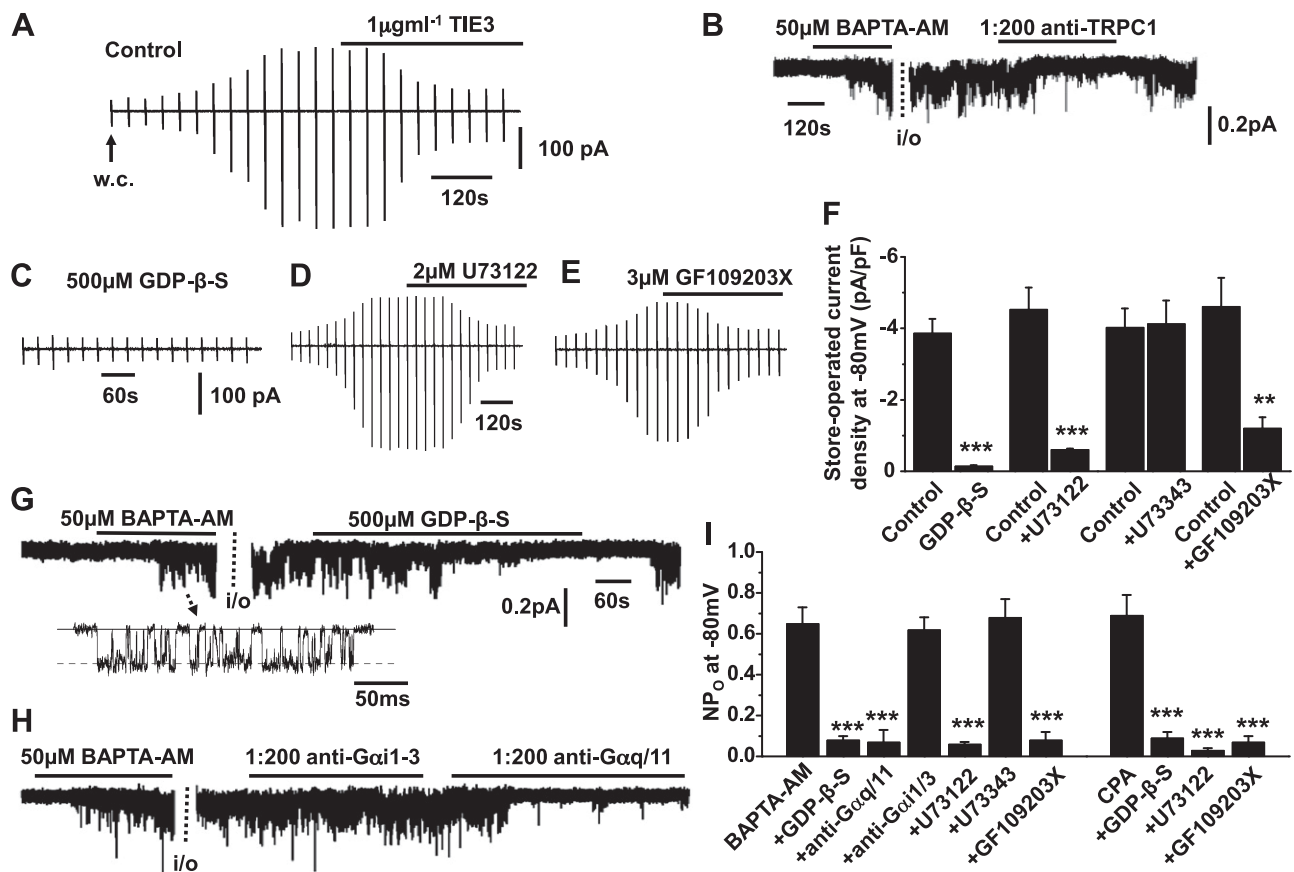 A
Control
1µgml⁻¹ TIE3
w.c.
100 pA
120s
B
50µM BAPTA-AM
1:200 anti-TRPC1
120s
i/o
0.2pA
C
500µM GDP-β-S
60s
100 pA
D
2µM U73122
120s
E
3µM GF109203X
F
Store-operated current
density at -80mV (pA/pF)
-6
-4
-2
0
***
***
**
Control
GDP-β-S
Control
+U73122
Control
+U73343
Control
+GF109203X
G
50µM BAPTA-AM
500µM GDP-β-S
i/o
0.2pA
60s
50ms
H
50µM BAPTA-AM
1:200 anti-Gαi1-3
1:200 anti-Gαq/11
i/o
I
NPO at -80mV
1.0
0.8
0.6
0.4
0.2
0.0
***
***
***
***
***
***
***
BAPTA-AM
+GDP-β-S
+anti-Gαq/11
+anti-Gαi1/3
+U73122
+U73343
+GF109203X
CPA
+GDP-β-S
+U73122
+GF109203X